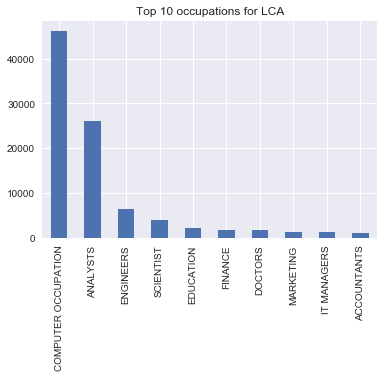 Top 10 occupations for LCA
40000
30000
20000
10000
0
COMPUTER OCCUPATION
ANALYSTS
ENGINEERS
SCIENTIST
EDUCATION
FINANCE
DOCTORS
MARKETING
IT MANAGERS
ACCOUNTANTS